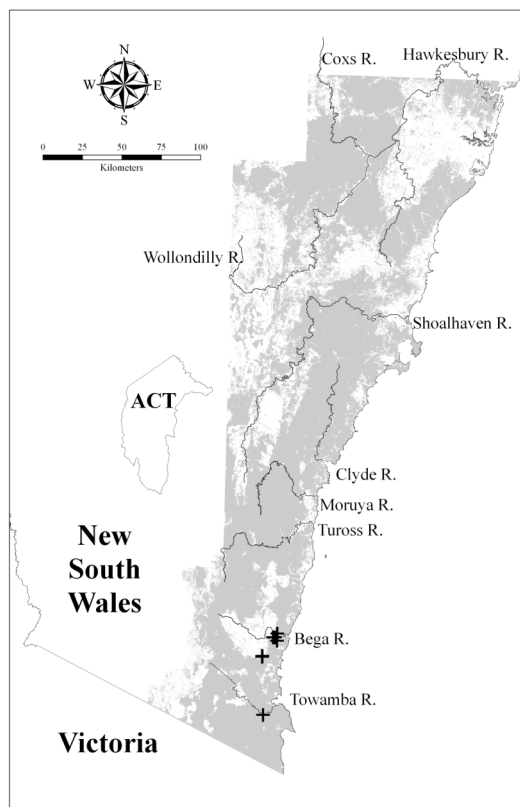 Coxs R.
Hawkesbury R.
N
W E
S
0 25 50 75 100
Kilometers
Wollondilly R.
Shoalhaven R.
ACT
Clyde R.
Moruya R.
Tuross R.
New
South
Wales
Bega R.
Towamba R.
Victoria